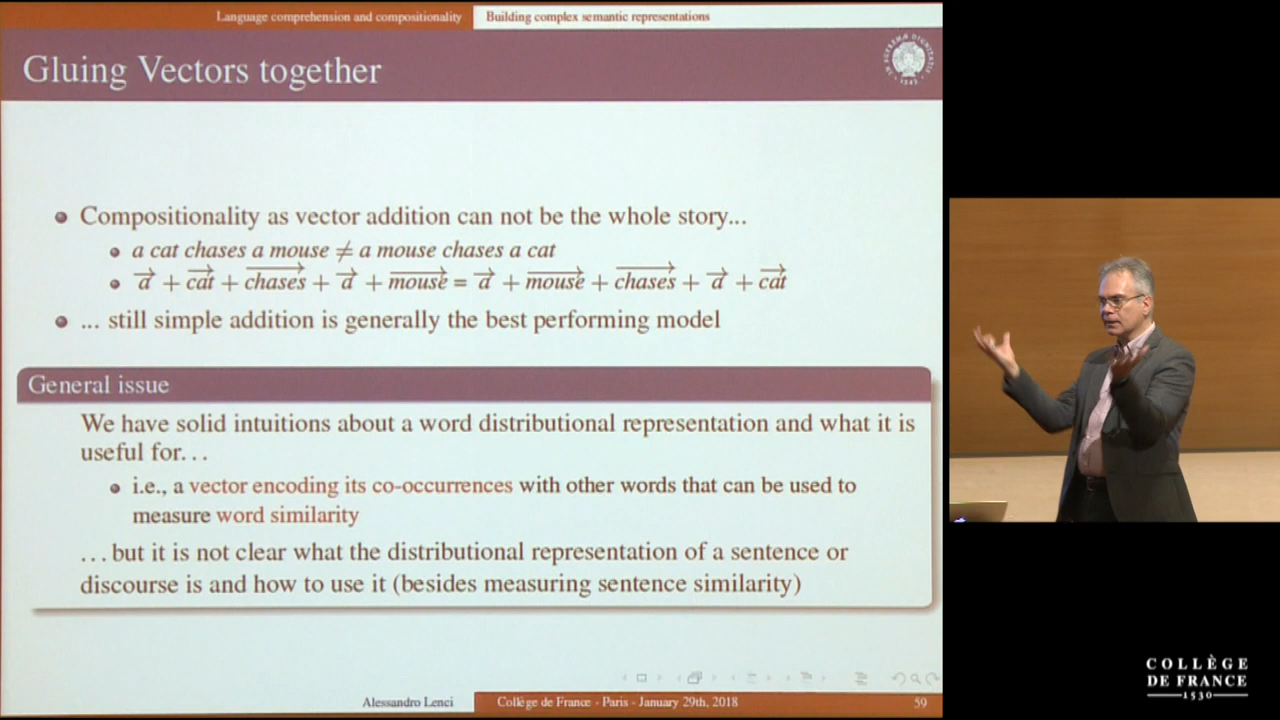 Language comprehension and compositionality Building complex semantic representations
Gluing Vectors together
Compositionality as vector addition can not be the whole story...
a cat chases a mouse ≠ a mouse chases a cat
a⃗ + cat⃗ + chases⃗ + a⃗ + mouse⃗ = a⃗ + mouse⃗ + chases⃗ + a⃗ + cat⃗
... still simple addition is generally the best performing model
General issue
We have solid intuitions about a word distributional representation and what it is
useful for...
i.e., a vector encoding its co-occurrences with other words that can be used to
measure word similarity
...but it is not clear what the distributional representation of a sentence or
discourse is and how to use it (besides measuring sentence similarity)
Alessandro Lenci Collège de France - Paris - January 29th, 2018 59
COLLÈGE
DE FRANCE
1530